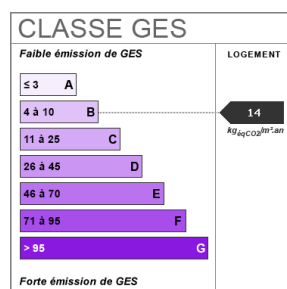 CLASSE GES
Faible émission de GES
LOGEMENT
≤ 3 A
4 à 10 B
14
kgéqCO2/m².an
11 à 25 C
26 à 45 D
46 à 70 E
71 à 95 F
> 95 G
Forte émission de GES